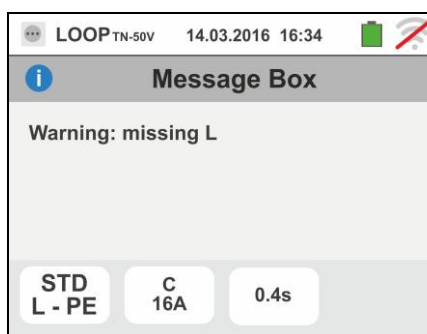 LOOP TN-50V 14.03.2016 16:34
i Message Box
Warning: missing L
STD C 0.4s
L - PE 16A